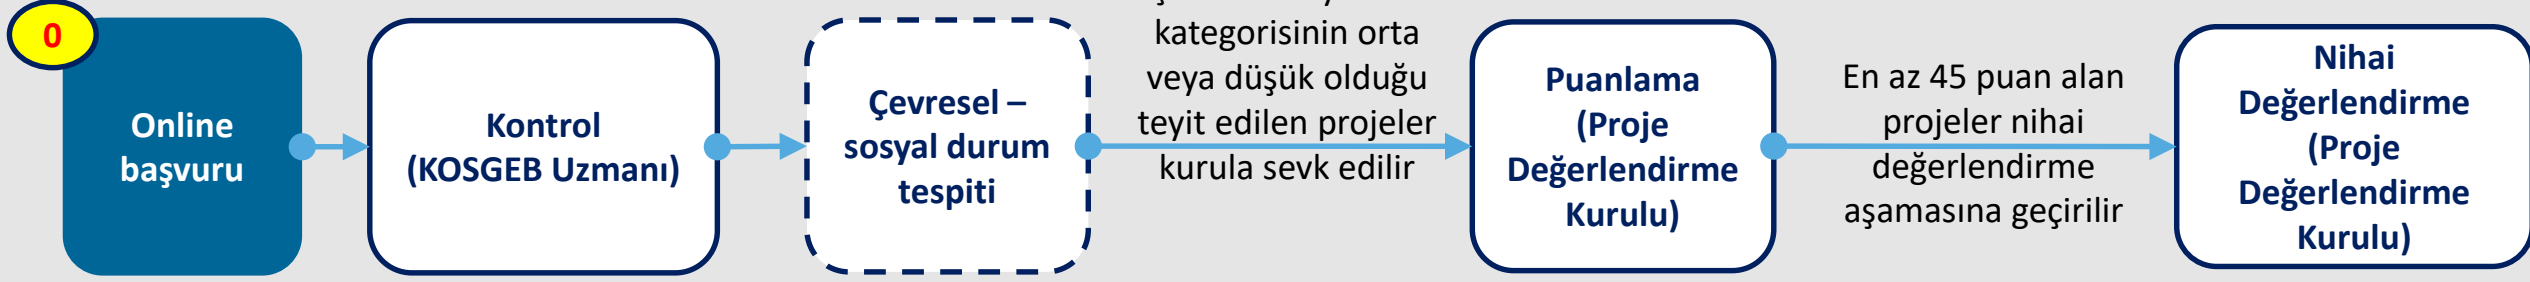 0
Online
başvuru
Kontrol
(KOSGEB Uzmanı)
Çevresel –
sosyal durum
tespiti
kategorisinin orta
veya düşük olduğu
teyit edilen projeler
kurula sevk edilir
Puanlama
(Proje
Değerlendirme
Kurulu)
En az 45 puan alan
projeler nihai
değerlendirme
aşamasına geçirilir
Nihai
Değerlendirme
(Proje
Değerlendirme
Kurulu)